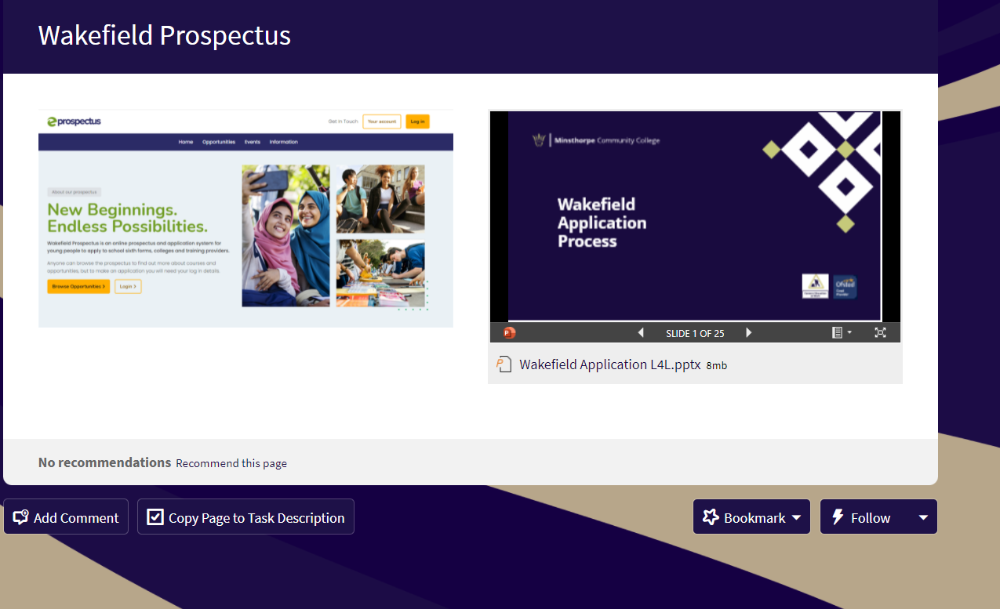 Wakefield Prospectus
prospectus
Get In Touch
Your account
Log in
Home
Opportunities
Events
Information
About our prospectus
New Beginnings.
Endless Possibilities.
Wakefield Prospectus is an online prospectus and application system for
young people to apply to school sixth forms, colleges and training providers.
Anyone can browse the prospectus to find out more about courses and
opportunities, but to make an application you will need your log in details.
Browse Opportunities >
Login >
Minsthorpe Community College
Wakefield
Application
Process
Ofsted
Good
Provider
SLIDE 1 OF 25
Wakefield Application L4L.pptx 8mb
No recommendations Recommend this page
Add Comment
Copy Page to Task Description
Bookmark
Follow